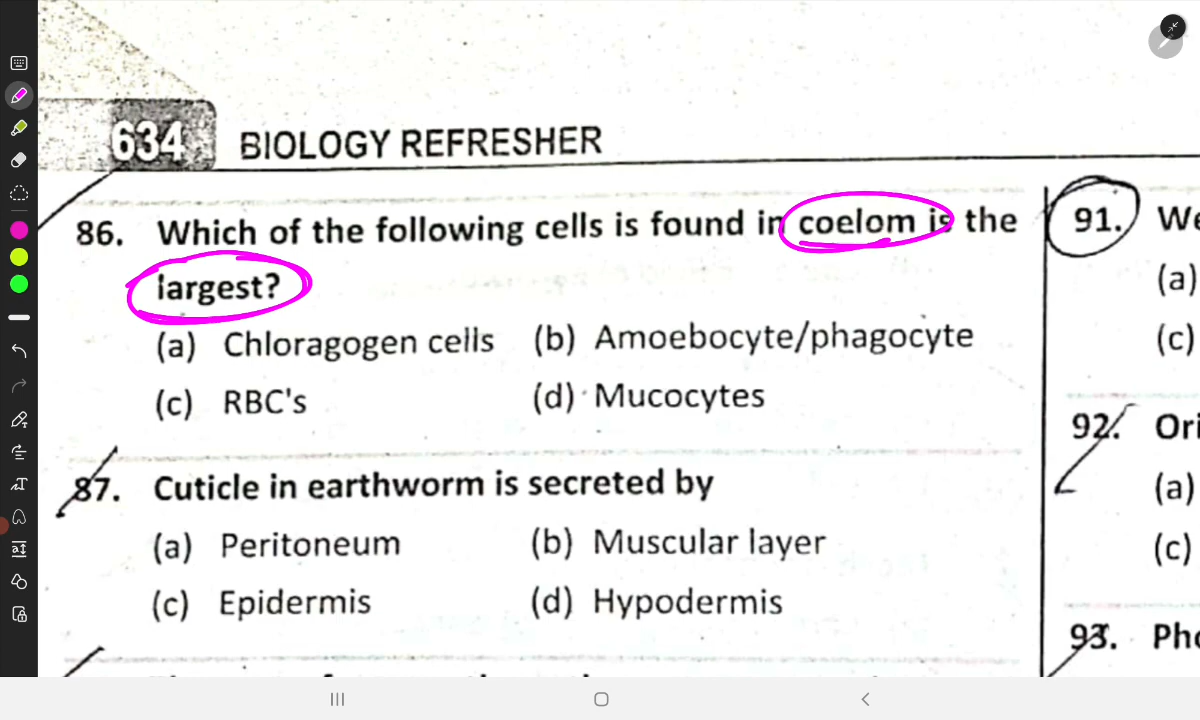 634 BIOLOGY REFRESHER
86. Which of the following cells is found in coelom is the
largest?
(a) Chloragogen cells (b) Amoebocyte/phagocyte
(c) RBC's (d) Mucocytes
87. Cuticle in earthworm is secreted by
(a) Peritoneum (b) Muscular layer
(c) Epidermis (d) Hypodermis
91. We
(a)
(c)
92. Ori
(a)
(c)
93. Pho